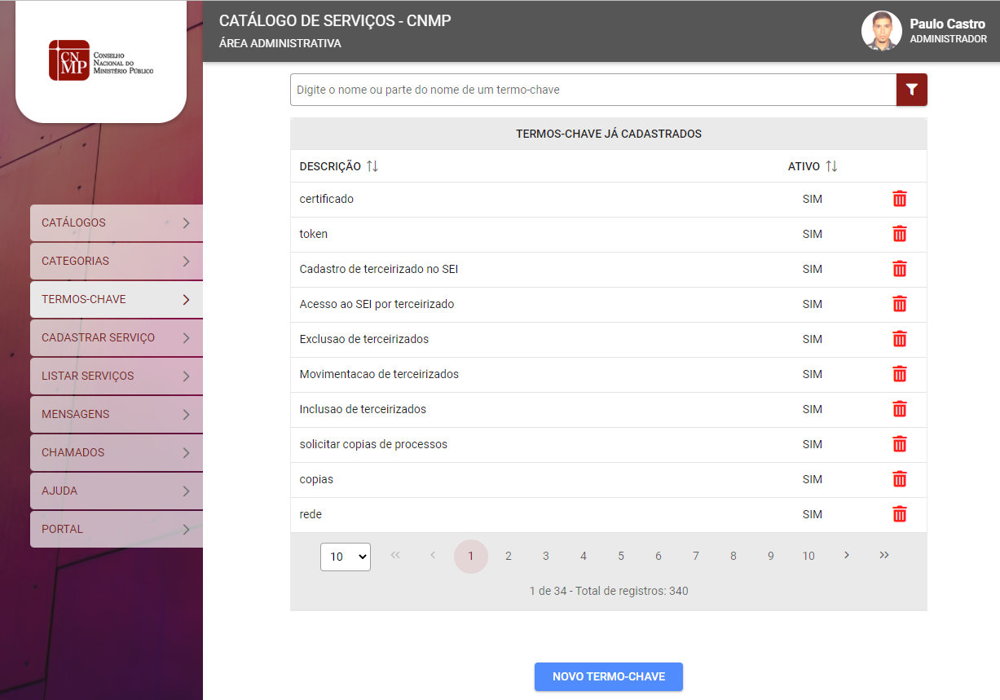 CATÁLOGO DE SERVIÇOS - CNMP
ÁREA ADMINISTRATIVA
Paulo Castro
ADMINISTRADOR
CN
MP
CONSELHO
NACIONAL DO
MINISTÉRIO PÚBLICO
CATÁLOGOS
CATEGORIAS
TERMOS-CHAVE
CADASTRAR SERVIÇO
LISTAR SERVIÇOS
MENSAGENS
CHAMADOS
AJUDA
PORTAL
Digite o nome ou parte do nome de um termo-chave
TERMOS-CHAVE JÁ CADASTRADOS
DESCRIÇÃO ATIVO
certificado SIM
token SIM
Cadastro de terceirizado no SEI SIM
Acesso ao SEI por terceirizado SIM
Exclusao de terceirizados SIM
Movimentacao de terceirizados SIM
Inclusao de terceirizados SIM
solicitar copias de processos SIM
copias SIM
rede SIM
10 « ‹ 1 2 3 4 5 6 7 8 9 10 › »
1 de 34 - Total de registros: 340
NOVO TERMO-CHAVE